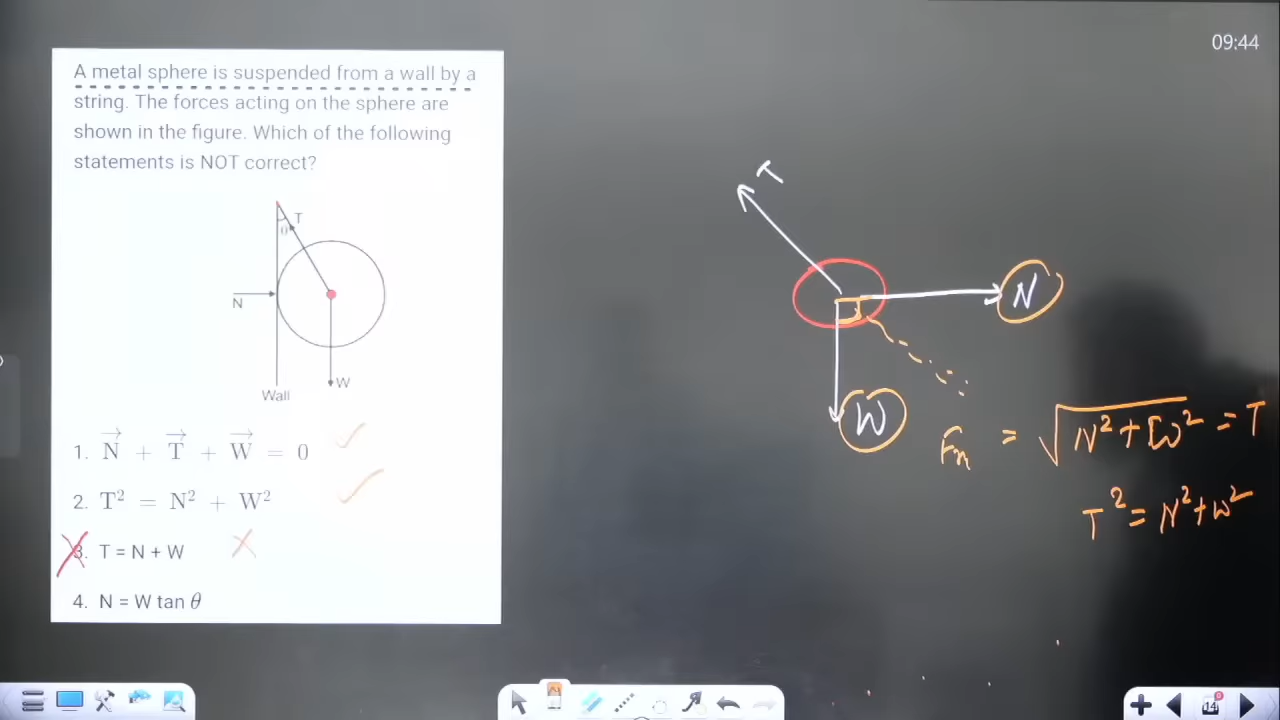 09:44
A metal sphere is suspended from a wall by a
string. The forces acting on the sphere are
shown in the figure. Which of the following
statements is NOT correct?
T
θ
N
W
Wall
1. N⃗ + T⃗ + W⃗ = 0
2. T² = N² + W²
3. T = N + W
4. N = W tan θ
T
N
W
Fn = √N² + W² = T
T² = N² + W²
14